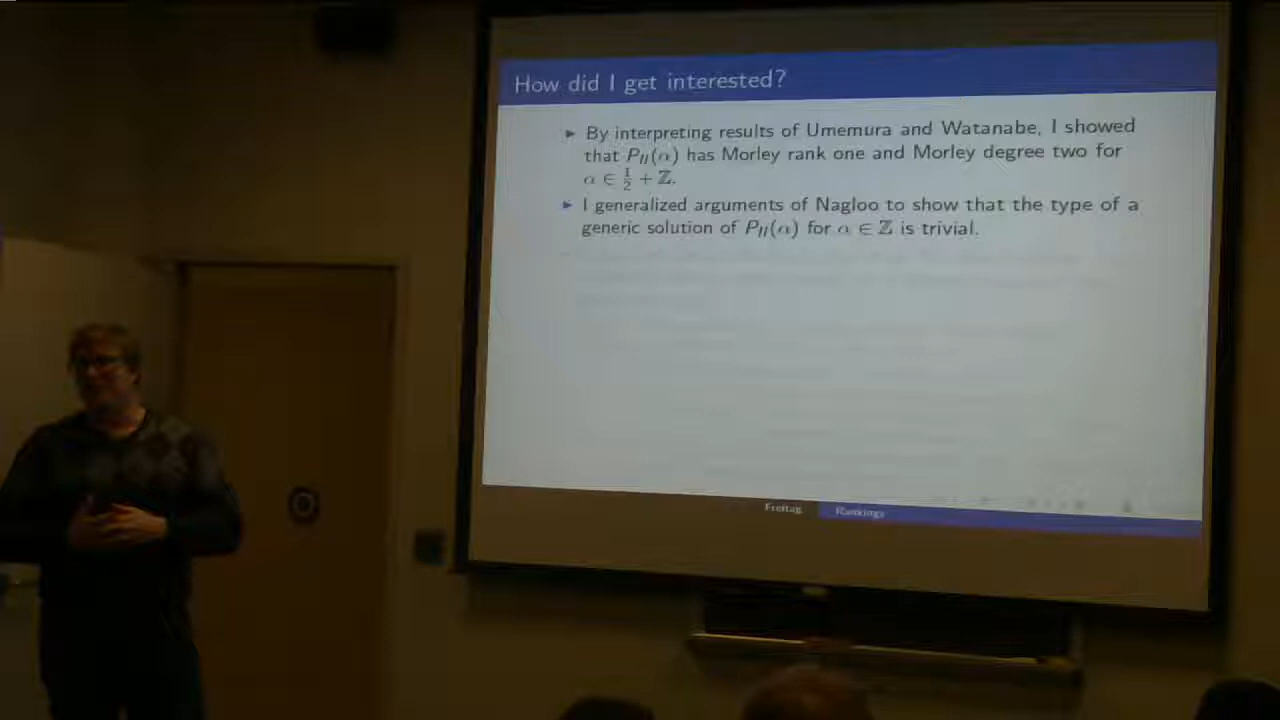 How did I get interested?
▶ By interpreting results of Umemura and Watanabe, I showed
that P_II(α) has Morley rank one and Morley degree two for
α ∈ 1/2 + ℤ.
▶ I generalized arguments of Nagloo to show that the type of a
generic solution of P_II(α) for α ∈ ℤ is trivial.
Freitag Rankings